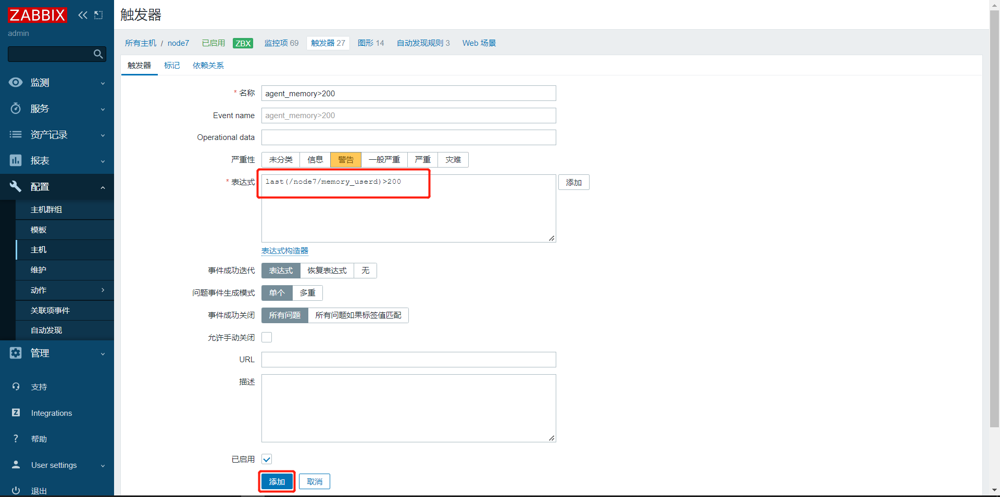 ZABBIX
admin
监测
服务
资产记录
报表
配置
主机群组
模板
主机
维护
动作
关联项事件
自动发现
管理
支持
Integrations
帮助
User settings
退出
触发器
所有主机 / node7 已启用 ZBX 监控项 69 触发器 27 图形 14 自动发现规则 3 Web 场景
触发器 标记 依赖关系
* 名称 agent_memory>200
Event name agent_memory>200
Operational data
严重性 未分类 信息 警告 一般严重 严重 灾难
* 表达式 last(/node7/memory_userd)>200 添加
表达式构造器
事件成功迭代 表达式 恢复表达式 无
问题事件生成模式 单个 多重
事件成功关闭 所有问题 所有问题如果标签值匹配
允许手动关闭
URL
描述
已启用
添加 取消